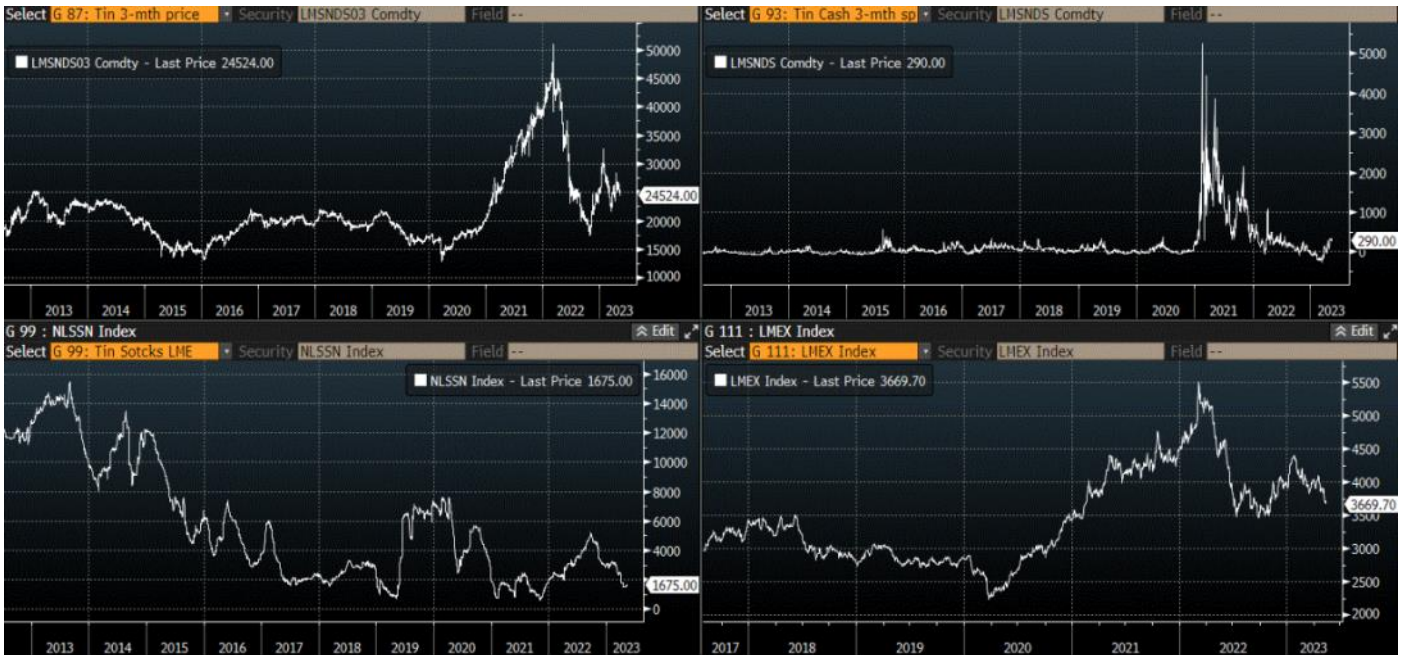 Select G 87: Tin 3-mth price Security LMSNDS03 Comdty Field --
LMSNDS03 Comdty - Last Price 24524.00
50000
45000
40000
35000
30000
25000
24524.00
20000
15000
10000
2013 2014 2015 2016 2017 2018 2019 2020 2021 2022 2023
Select G 93: Tin Cash 3-mth sp Security LMSNDS Comdty Field --
LMSNDS Comdty - Last Price 290.00
5000
4000
3000
2000
1000
290.00
0
2013 2014 2015 2016 2017 2018 2019 2020 2021 2022 2023
G 99 : NLSSN Index Edit
Select G 99: Tin Sotcks LME Security NLSSN Index Field --
NLSSN Index - Last Price 1675.00
16000
14000
12000
10000
8000
6000
4000
1675.00
0
2013 2014 2015 2016 2017 2018 2019 2020 2021 2022 2023
G 111 : LMEX Index Edit
Select G 111: LMEX Index Security LMEX Index Field --
LMEX Index - Last Price 3669.70
5500
5000
4500
4000
3669.70
3500
3000
2500
2000
2017 2018 2019 2020 2021 2022 2023